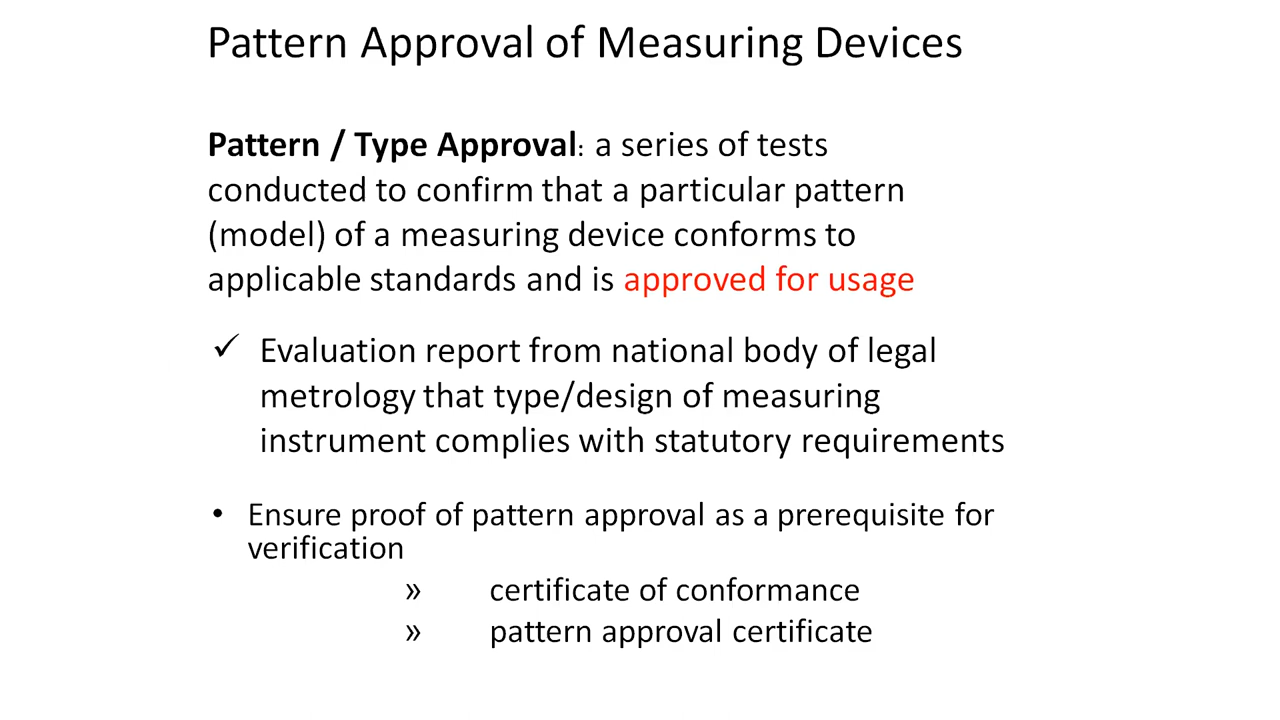 Pattern Approval of Measuring Devices
Pattern / Type Approval: a series of tests
conducted to confirm that a particular pattern
(model) of a measuring device conforms to
applicable standards and is approved for usage
✓ Evaluation report from national body of legal
metrology that type/design of measuring
instrument complies with statutory requirements
• Ensure proof of pattern approval as a prerequisite for
verification
» certificate of conformance
» pattern approval certificate